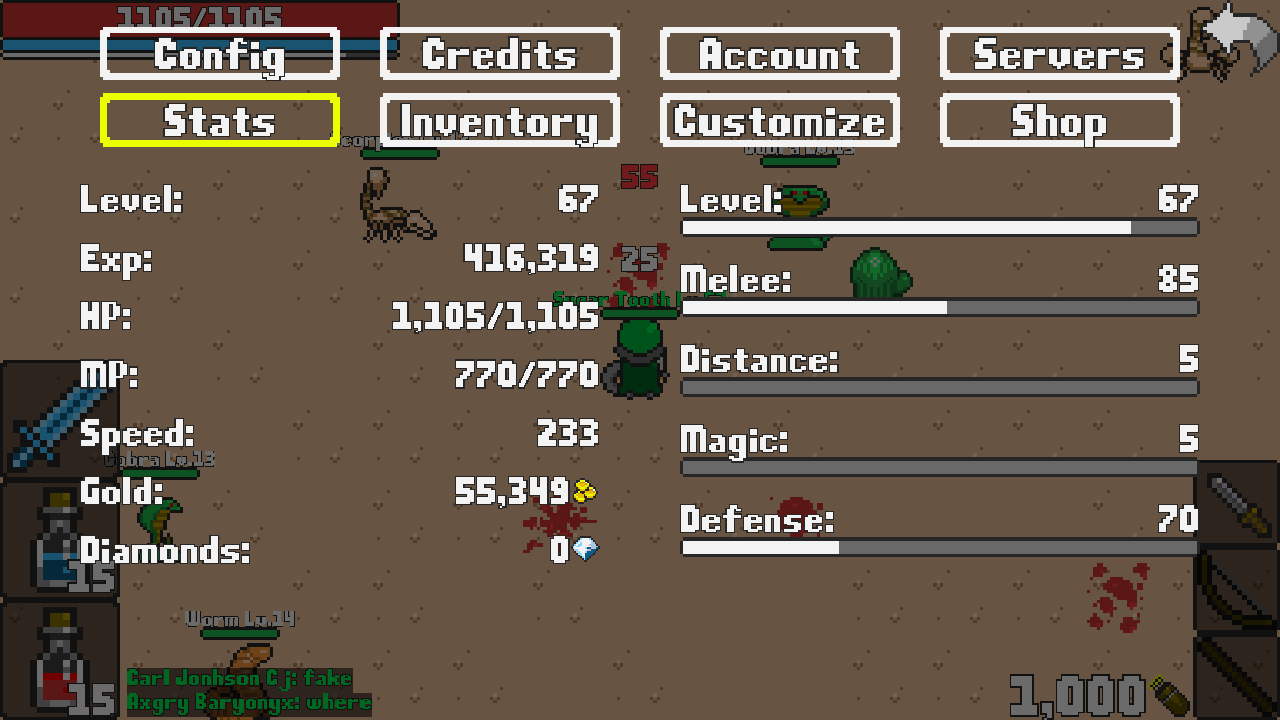 1105/1105
Config Credits Account Servers
Stats Inventory Customize Shop
55
Level: 67
Exp: 416,319
HP: 1,105/1,105
MP: 770/770
Speed: 233
Gold: 55,349
Diamonds: 0
Level: 67
Melee: 85
Distance: 5
Magic: 5
Defense: 70
25
Sugar Tooth
Cobra Lv.13
15
Worm Lv.14
15
Carl Jonhson Cj: fake
Axgry Baryonyx: where
1,000